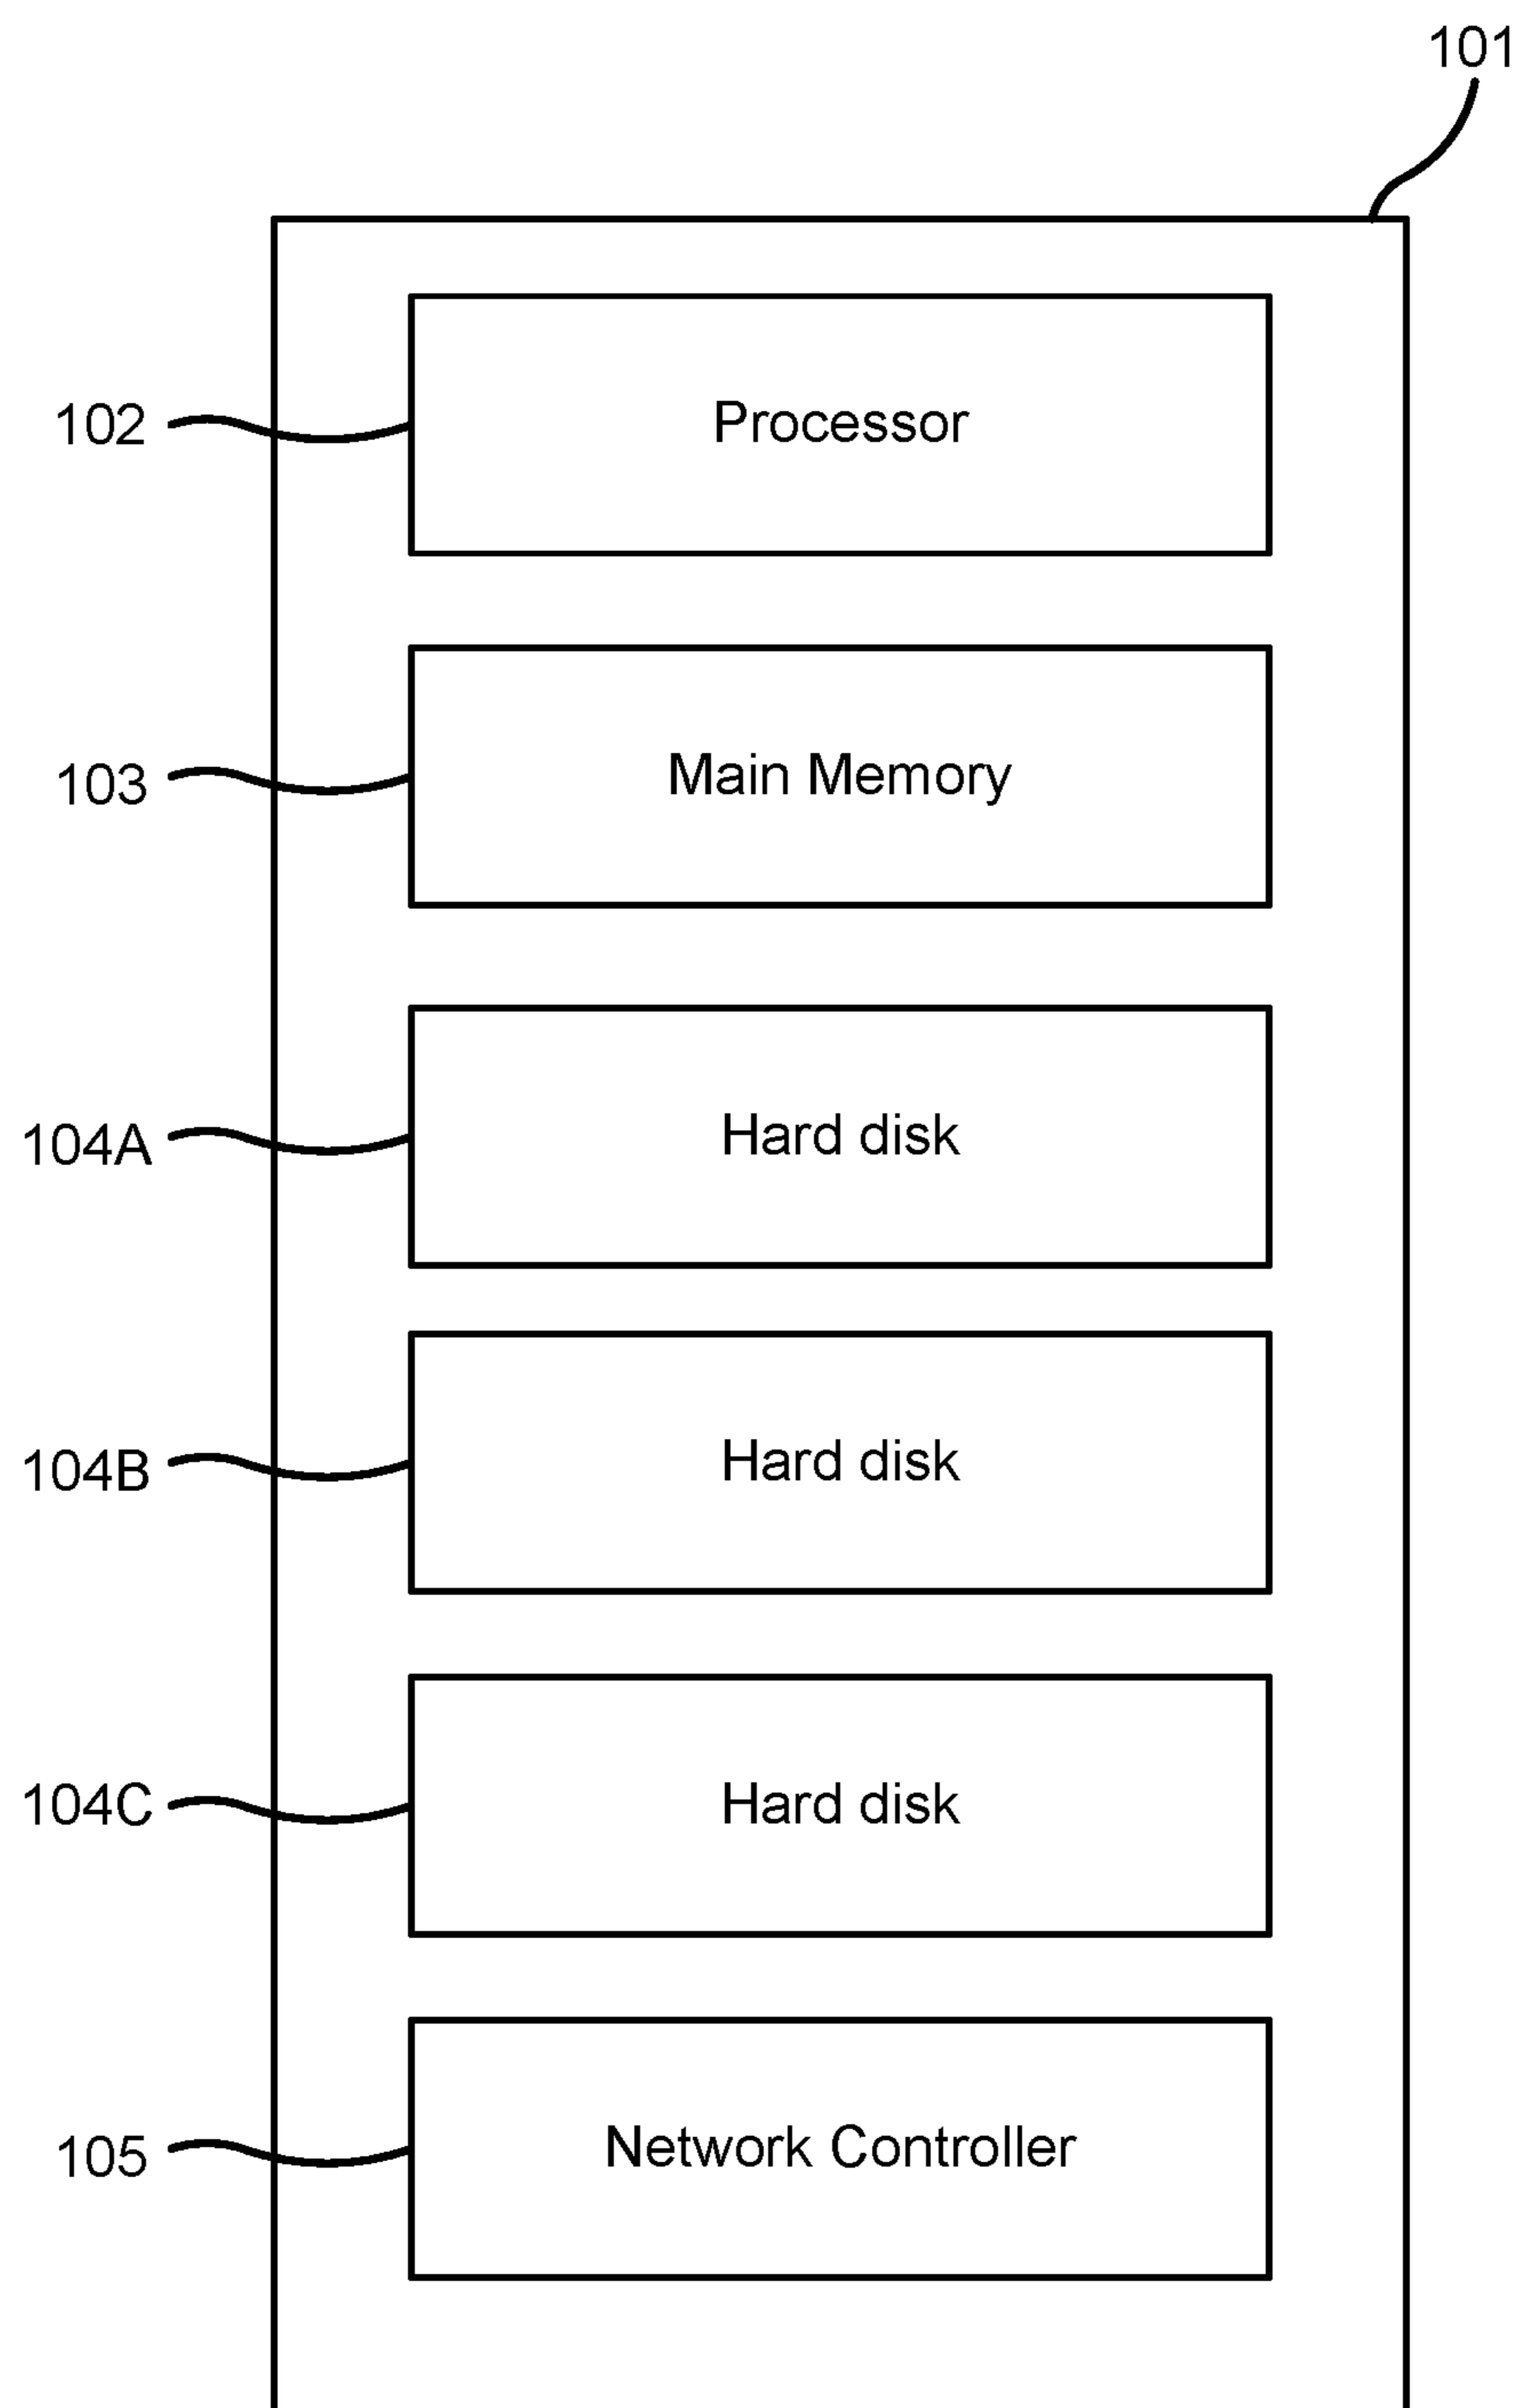 101
102
Processor
103
Main Memory
104A
Hard disk
104B
Hard disk
104C
Hard disk
105
Network Controller